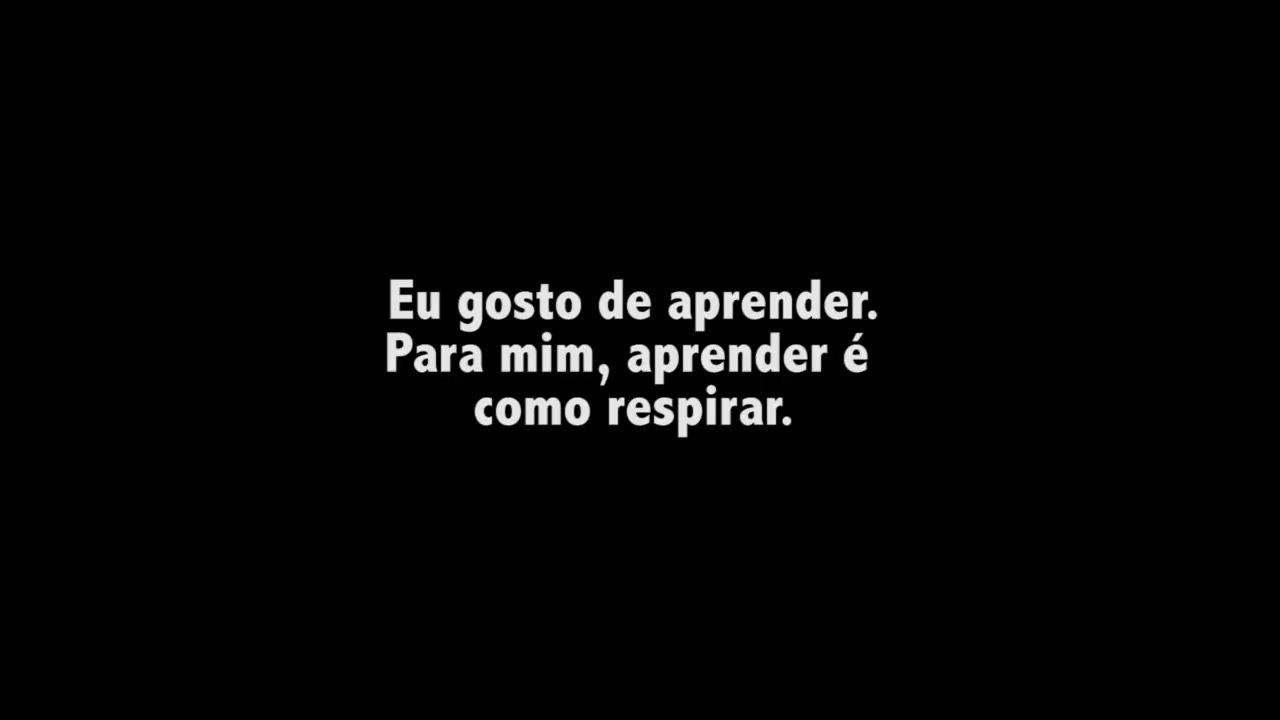 Eu gosto de aprender.
Para mim, aprender é
como respirar.